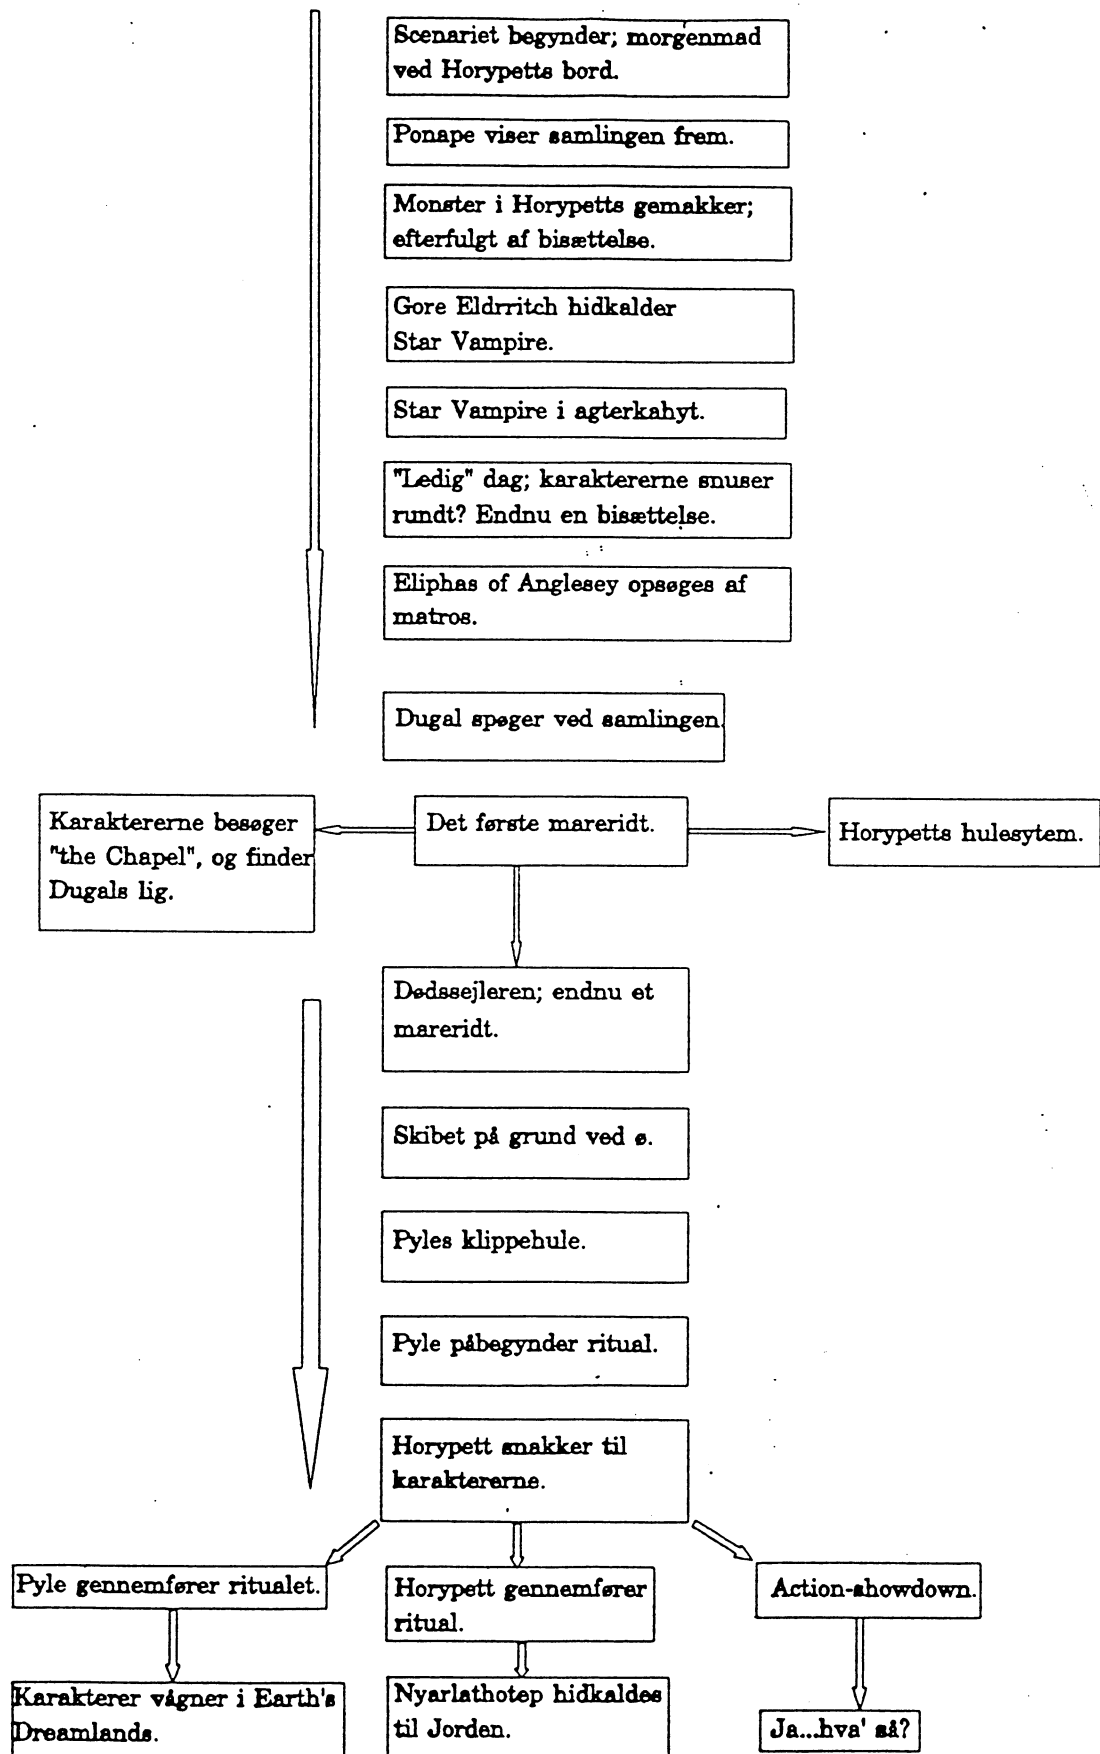 Scenariet begynder; morgenmad
ved Horypetts bord.
Ponape viser samlingen frem.
Monster i Horypetts gemakker;
efterfulgt af bisættelse.
Gore Eldrritch hidkalder
Star Vampire.
Star Vampire i agterkahyt.
"Ledig" dag; karaktererne snuser
rundt? Endnu en bisættelse.
Eliphas of Anglesey opsøges af
matros.
Dugal spøger ved samlingen.
Karaktererne besøger
"the Chapel", og finder
Dugals lig.
Det første mareridt.
Horypetts hulesytem.
Dødssejleren; endnu et
mareridt.
Skibet på grund ved ø.
Pyles klippehule.
Pyle påbegynder ritual.
Horypett snakker til
karaktererne.
Pyle gennemfører ritualet.
Horypett gennemfører
ritual.
Action-showdown.
Karakterer vågner i Earth's
Dreamlands.
Nyarlathotep hidkaldes
til Jorden.
Ja...hva' så?